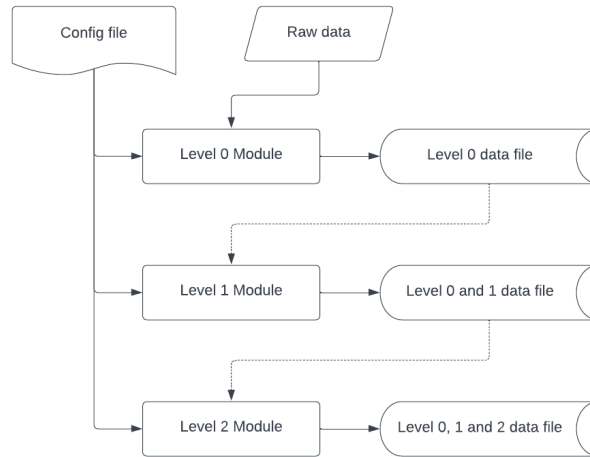 Config file
Raw data
Level 0 Module
Level 0 data file
Level 1 Module
Level 0 and 1 data file
Level 2 Module
Level 0, 1 and 2 data file